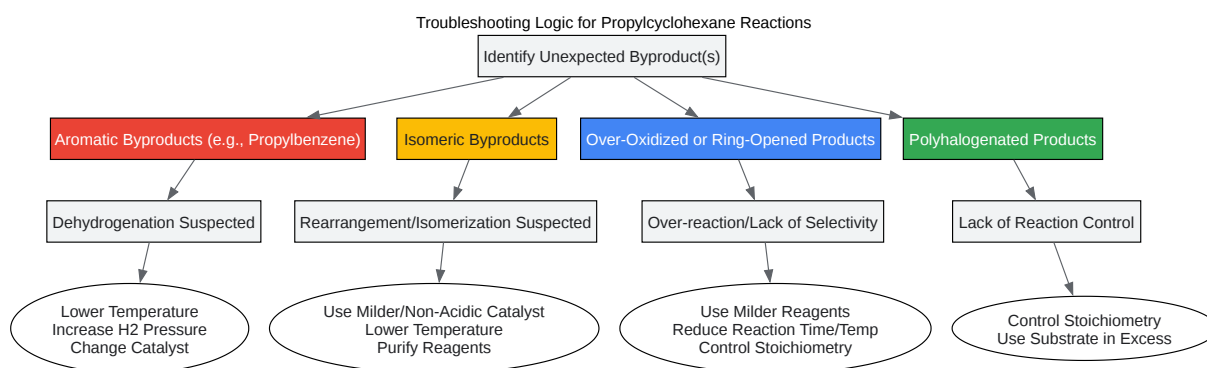 Troubleshooting Logic for Propylcyclohexane Reactions
Identify Unexpected Byproduct(s)
Aromatic Byproducts (e.g., Propylbenzene)
Isomeric Byproducts
Over-Oxidized or Ring-Opened Products
Polyhalogenated Products
Dehydrogenation Suspected
Rearrangement/Isomerization Suspected
Over-reaction/Lack of Selectivity
Lack of Reaction Control
Lower Temperature
Increase H2 Pressure
Change Catalyst
Use Milder/Non-Acidic Catalyst
Lower Temperature
Purify Reagents
Use Milder Reagents
Reduce Reaction Time/Temp
Control Stoichiometry
Control Stoichiometry
Use Substrate in Excess